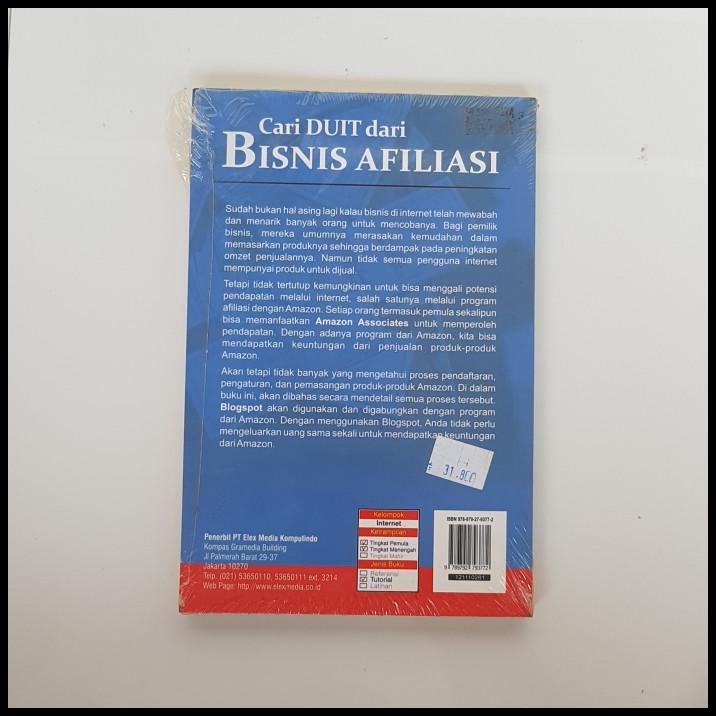 Cari DUIT dari
BISNIS AFILIASI
Sudah bukan hal asing lagi kalau bisnis di internet telah mewabah
dan menarik banyak orang untuk mencobanya. Bagi pemilik
bisnis, mereka umumnya merasakan kemudahan dalam
memasarkan produknya sehingga berdampak pada peningkatan
omzet penjualannya. Namun tidak semua pengguna internet
mempunyai produk untuk dijual.
Tetapi tidak tertutup kemungkinan untuk bisa menggali potensi
pendapatan melalui internet, salah satunya melalui program
afiliasi dengan Amazon. Setiap orang termasuk pemula sekalipun
bisa memanfaatkan Amazon Associates untuk memperoleh
pendapatan. Dengan adanya program dari Amazon, kita bisa
mendapatkan keuntungan dari penjualan produk-produk
Amazon.
Akan tetapi tidak banyak yang mengetahui proses pendaftaran,
pengaturan, dan pemasangan produk-produk Amazon. Di dalam
buku ini, akan dibahas secara mendetail semua proses tersebut.
Blogspot akan digunakan dan digabungkan dengan program
dari Amazon. Dengan menggunakan Blogspot, Anda tidak perlu
mengeluarkan uang sama sekali untuk mendapatkan keuntungan
dari Amazon.
31.800
Penerbit PT Elex Media Komputindo
Kompas Gramedia Building
Jl Palmerah Barat 29-37
Jakarta 10270
Telp. (021) 53650110, 53650111 ext. 3214
Web Page: http://www.elexmedia.co.id
Kelompok
Internet
Ketrampilan
Tingkat Pemula
Tingkat Menengah
Tingkat Mahir
Jenis Buku
Referensi
Tutorial
Latihan
121110261